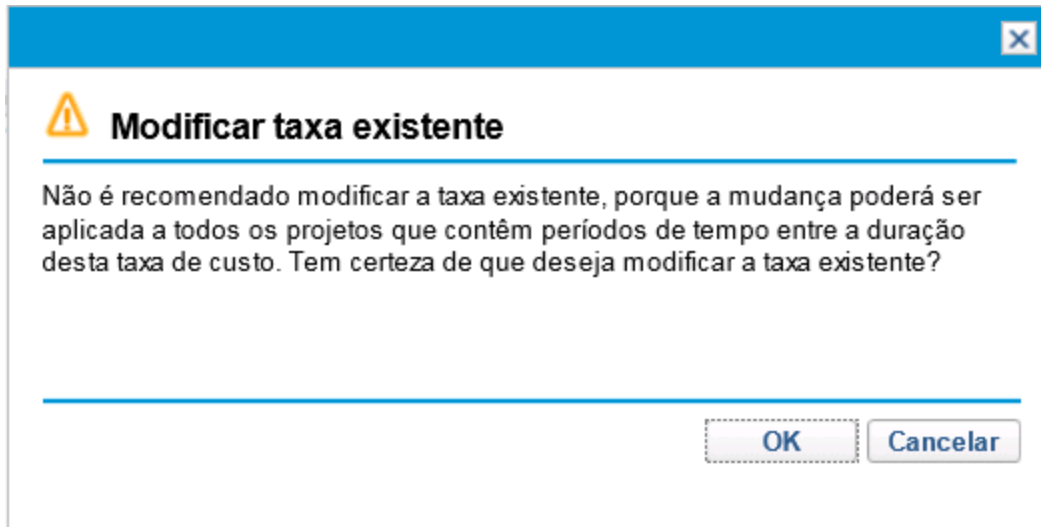 Modificar taxa existente
Não é recomendado modificar a taxa existente, porque a mudança poderá ser
aplicada a todos os projetos que contêm períodos de tempo entre a duração
desta taxa de custo. Tem certeza de que deseja modificar a taxa existente?
OK
Cancelar